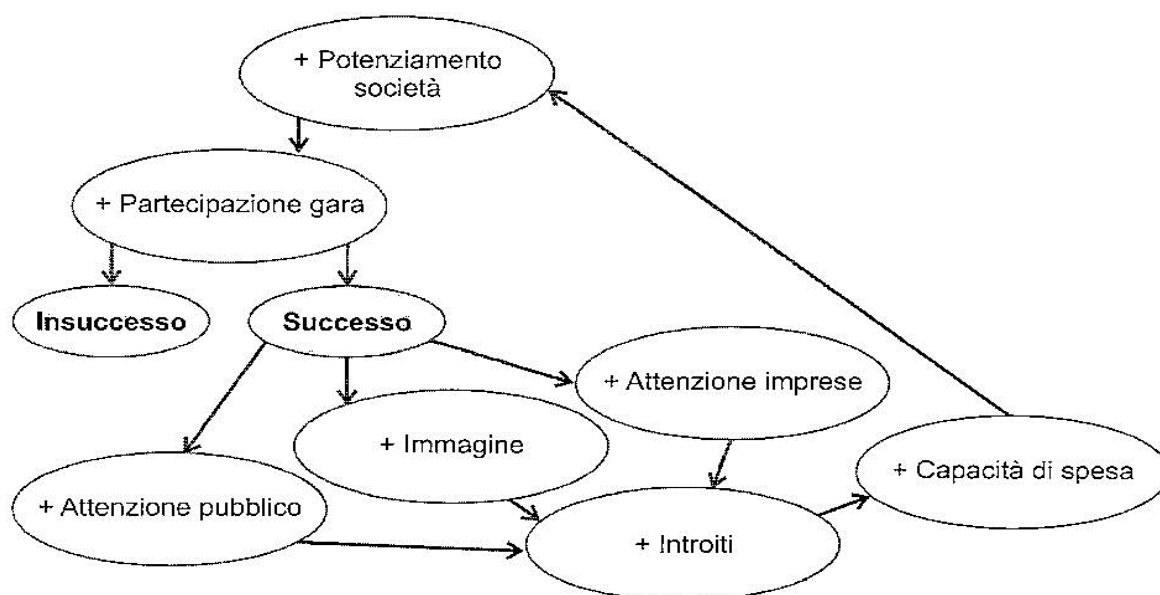 + Potenziamento
società
+ Partecipazione gara
Insuccesso
Successo
+ Attenzione imprese
+ Immagine
+ Capacità di spesa
+ Attenzione pubblico
+ Introiti